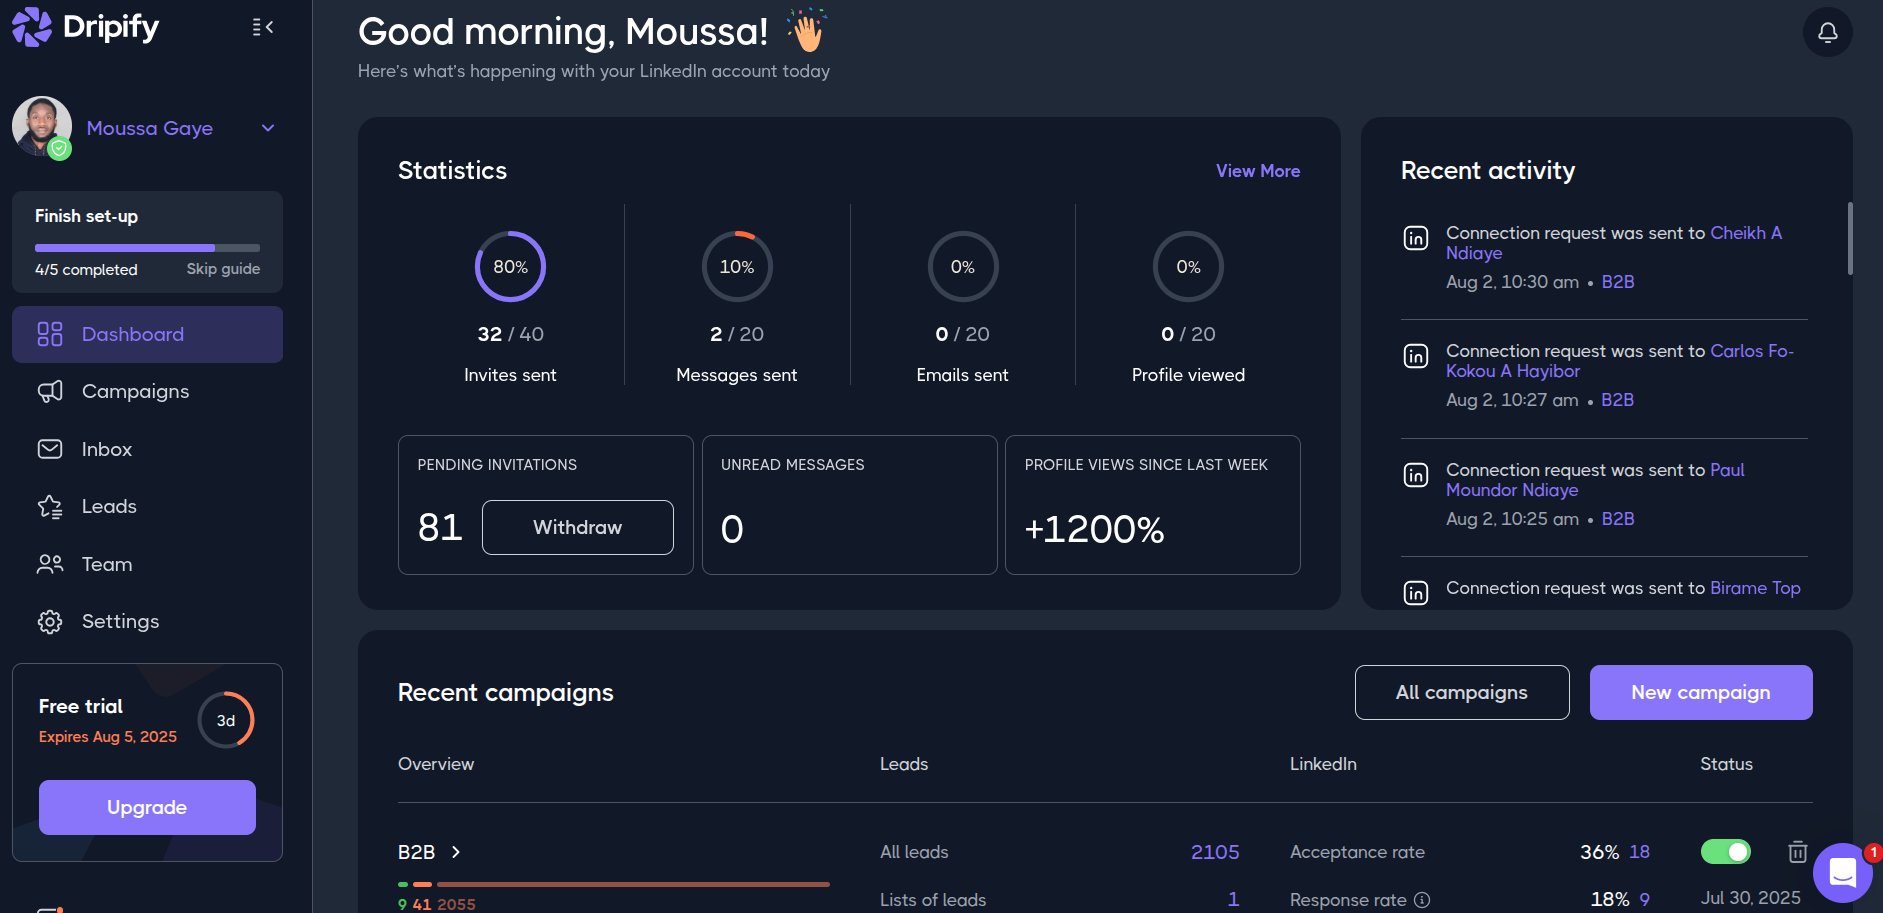 Dripify
Moussa Gaye
Finish set-up
4/5 completed
Skip guide
Dashboard
Campaigns
Inbox
Leads
Team
Settings
Free trial
Expires Aug 5, 2025
3d
Upgrade
Good morning, Moussa!
Here's what's happening with your LinkedIn account today
Statistics
View More
80%
32 / 40
Invites sent
10%
2 / 20
Messages sent
0%
0 / 20
Emails sent
0%
0 / 20
Profile viewed
PENDING INVITATIONS
81
Withdraw
UNREAD MESSAGES
0
PROFILE VIEWS SINCE LAST WEEK
+1200%
Recent activity
Connection request was sent to Cheikh A
Ndiaye
Aug 2, 10:30 am • B2B
Connection request was sent to Carlos Fo-
Kokou A Hayibor
Aug 2, 10:27 am • B2B
Connection request was sent to Paul
Moundor Ndiaye
Aug 2, 10:25 am • B2B
Connection request was sent to Birame Top
Recent campaigns
All campaigns
New campaign
Overview
Leads
LinkedIn
Status
B2B
9 41 2055
All leads
2105
Lists of leads
1
Acceptance rate
36% 18
Response rate
18% 9
Jul 30, 2025
1